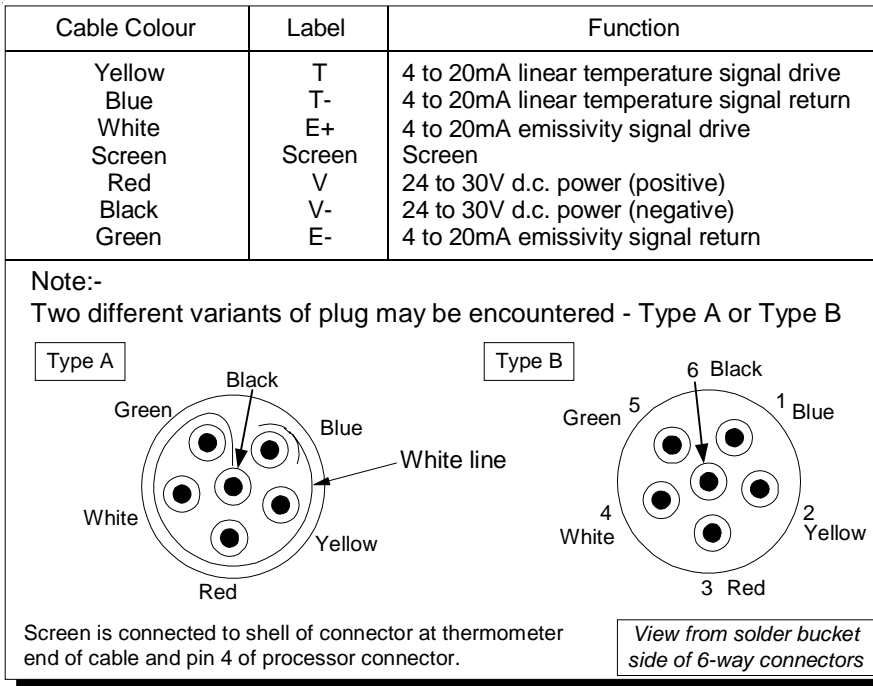 Cable Colour Label Function
Yellow T 4 to 20mA linear temperature signal drive
Blue T- 4 to 20mA linear temperature signal return
White E+ 4 to 20mA emissivity signal drive
Screen Screen Screen
Red V 24 to 30V d.c. power (positive)
Black V- 24 to 30V d.c. power (negative)
Green E- 4 to 20mA emissivity signal return
Note:-
Two different variants of plug may be encountered - Type A or Type B
Type A
Black
Green
Blue
White line
White
Yellow
Red
Type B
6 Black
5 Green
1 Blue
4 White
2 Yellow
3 Red
Screen is connected to shell of connector at thermometer
end of cable and pin 4 of processor connector.
View from solder bucket
side of 6-way connectors